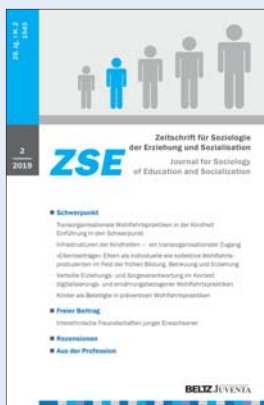 39. Jg. / H. 2
1545
2
2019
Zeitschrift für Soziologie
der Erziehung und Sozialisation
ZSE
Journal for Sociology
of Education and Socialization
Schwerpunkt
Transorganisationale Wohlfahrtspraktiken in der Kindheit
Einführung in den Schwerpunkt
Infrastrukturen der Kindheiten – ein transorganisationaler Zugang
»Elternbeiträge«: Eltern als individuelle wie kollektive Wohlfahrts-
produzenten im Feld der frühen Bildung, Betreuung und Erziehung
Verteilte Erziehungs- und Sorgeverantwortung im Kontext
digitalisierungs- und ernährungsbezogener Wohlfahrtspraktiken
Kinder als Beteiligte in präventiven Wohlfahrtspraktiken
Freier Beitrag
Interethnische Freundschaften junger Erwachsener
Rezensionen
Aus der Profession
BELTZ JUVENTA